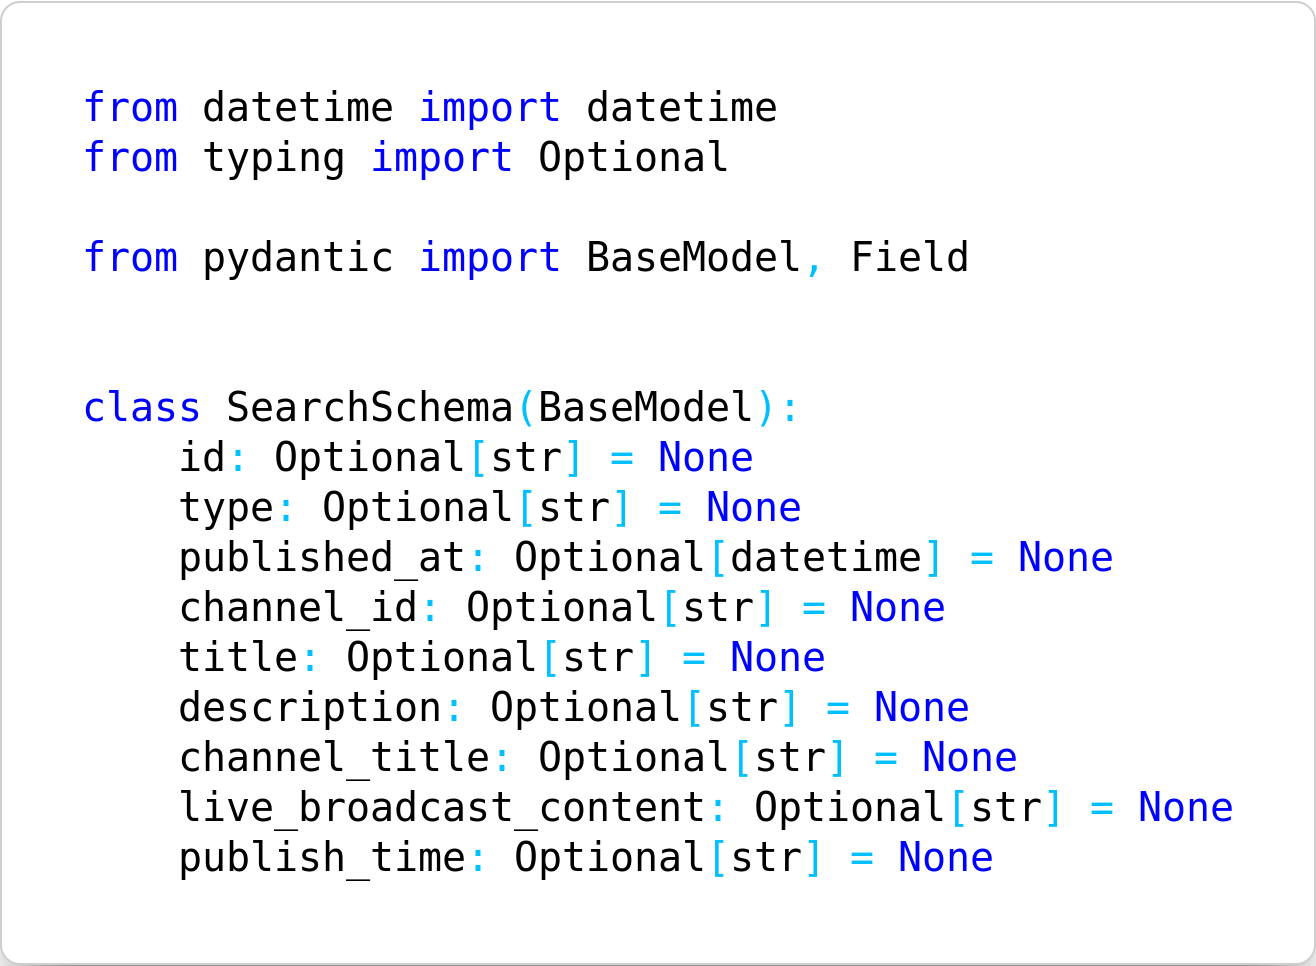 from datetime import datetime
from typing import Optional

from pydantic import BaseModel, Field


class SearchSchema(BaseModel):
    id: Optional[str] = None
    type: Optional[str] = None
    published_at: Optional[datetime] = None
    channel_id: Optional[str] = None
    title: Optional[str] = None
    description: Optional[str] = None
    channel_title: Optional[str] = None
    live_broadcast_content: Optional[str] = None
    publish_time: Optional[str] = None